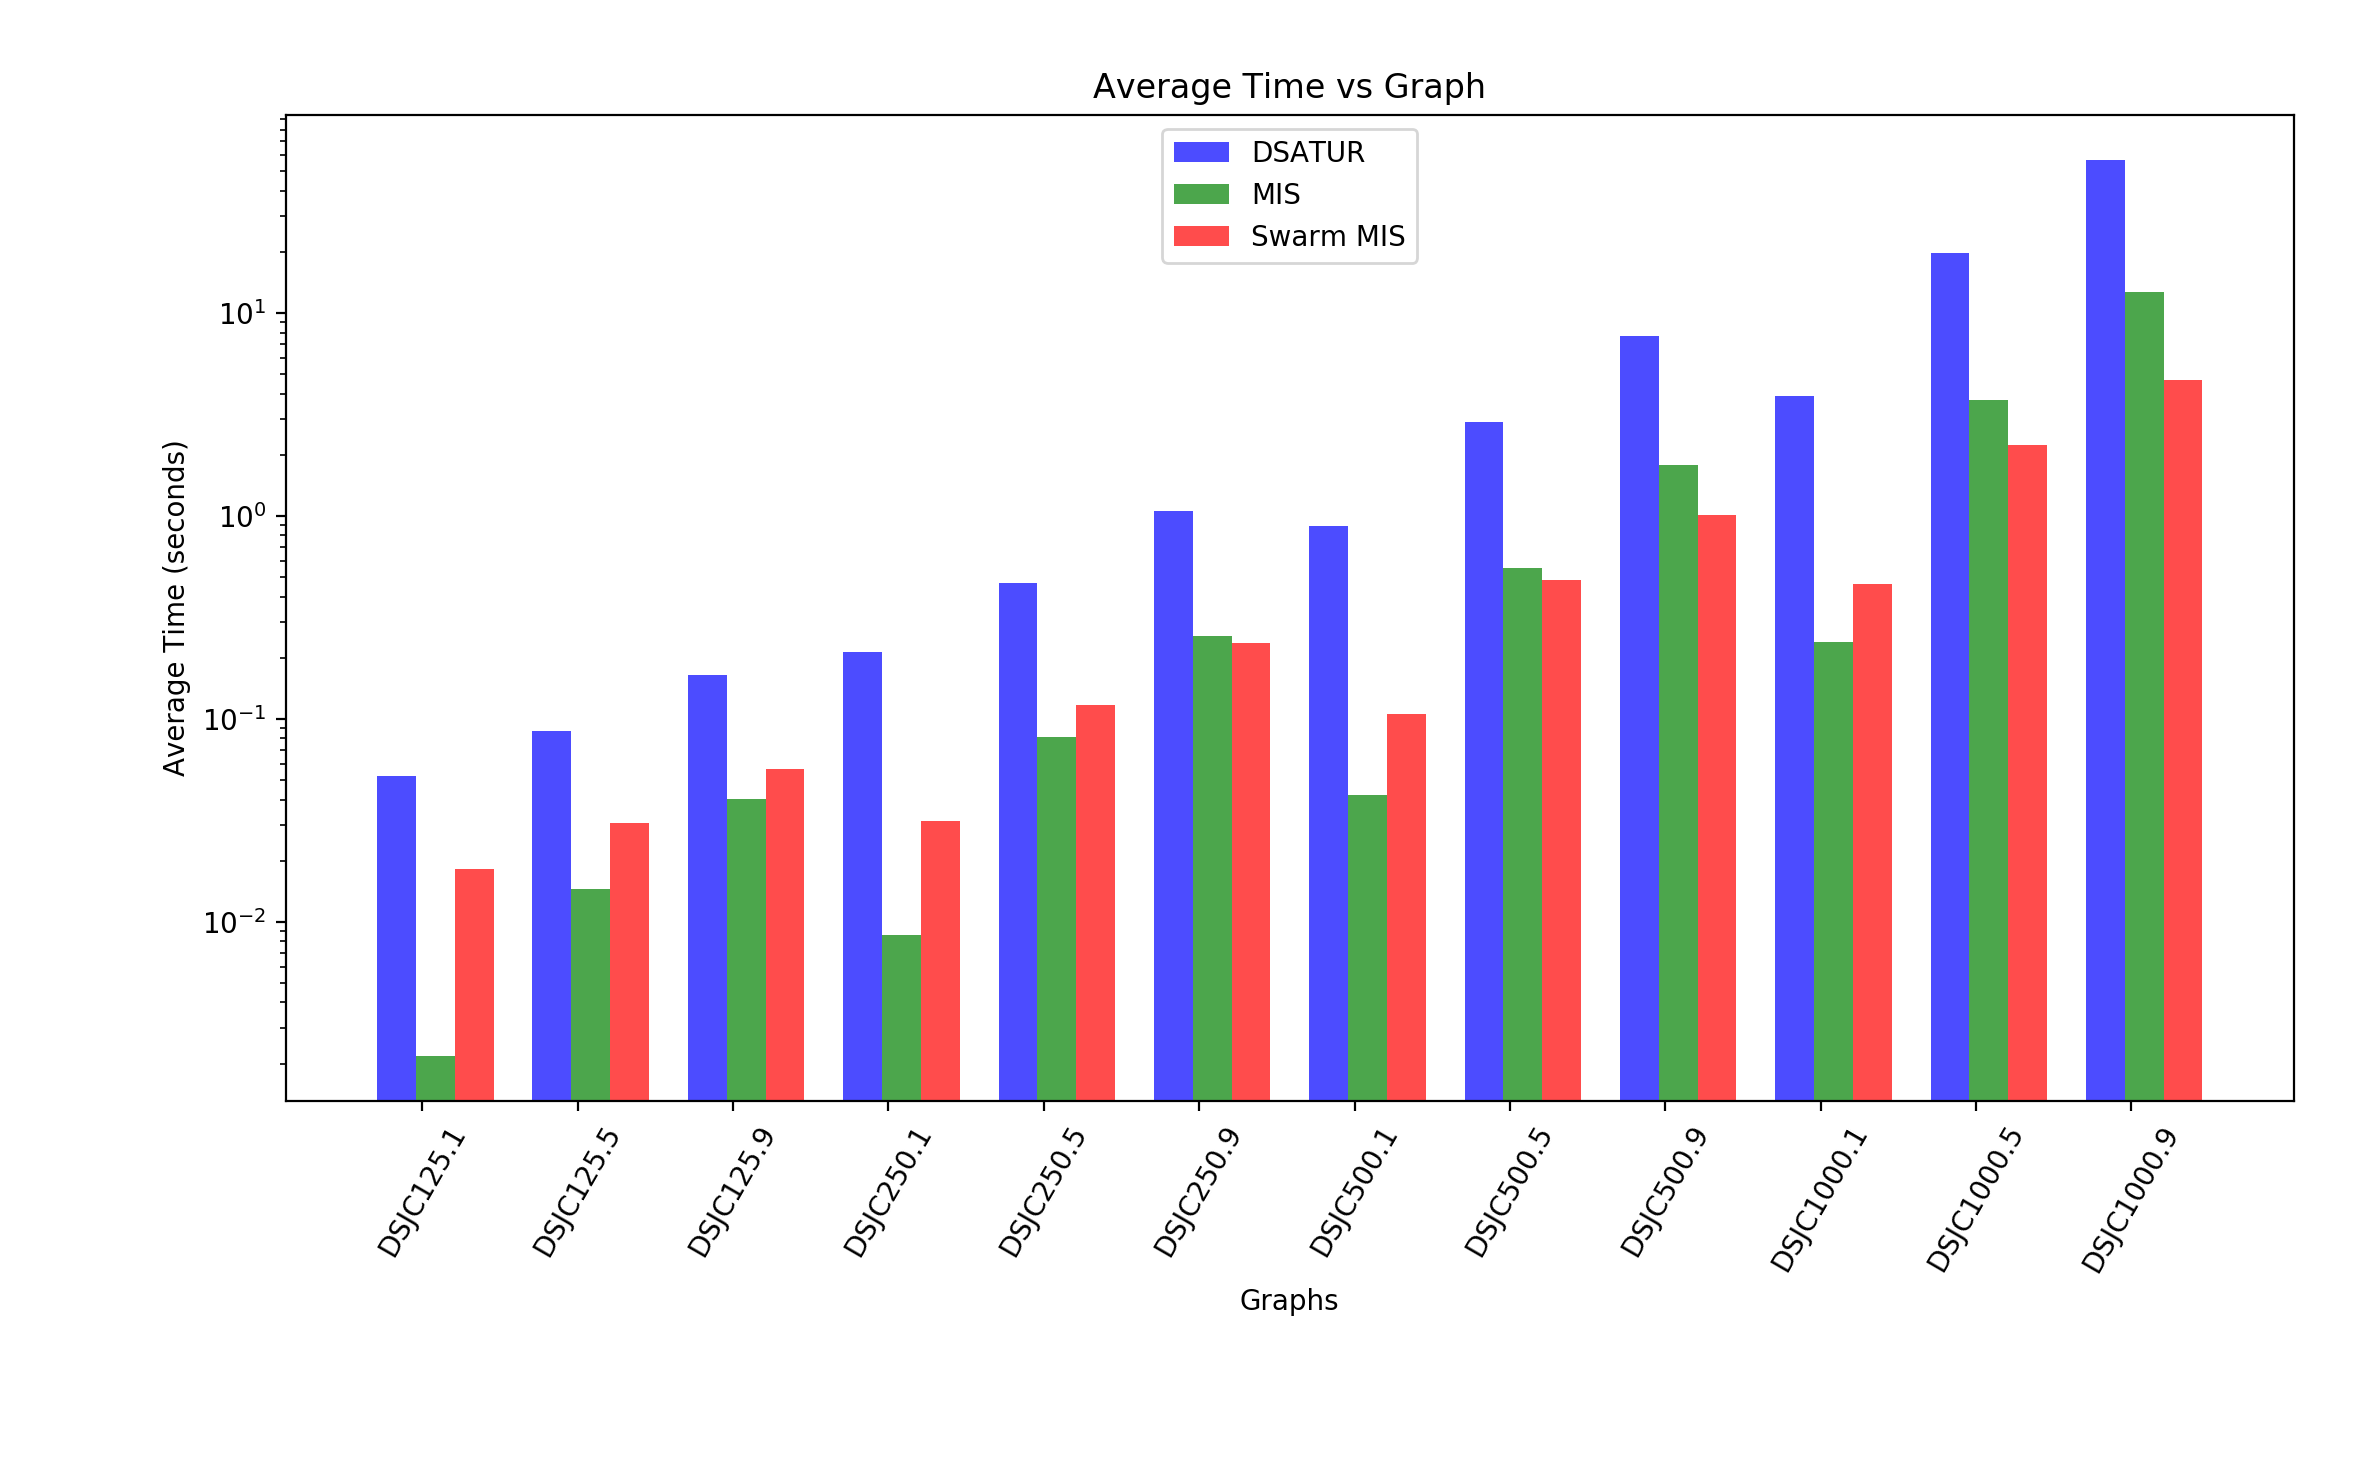 Average Time vs Graph
DSATUR
MIS
Swarm MIS
Average Time (seconds)
10¹
10⁰
10⁻¹
10⁻²
DSJC125.1
DSJC125.5
DSJC125.9
DSJC250.1
DSJC250.5
DSJC250.9
DSJC500.1
DSJC500.5
DSJC500.9
DSJC1000.1
DSJC1000.5
DSJC1000.9
Graphs